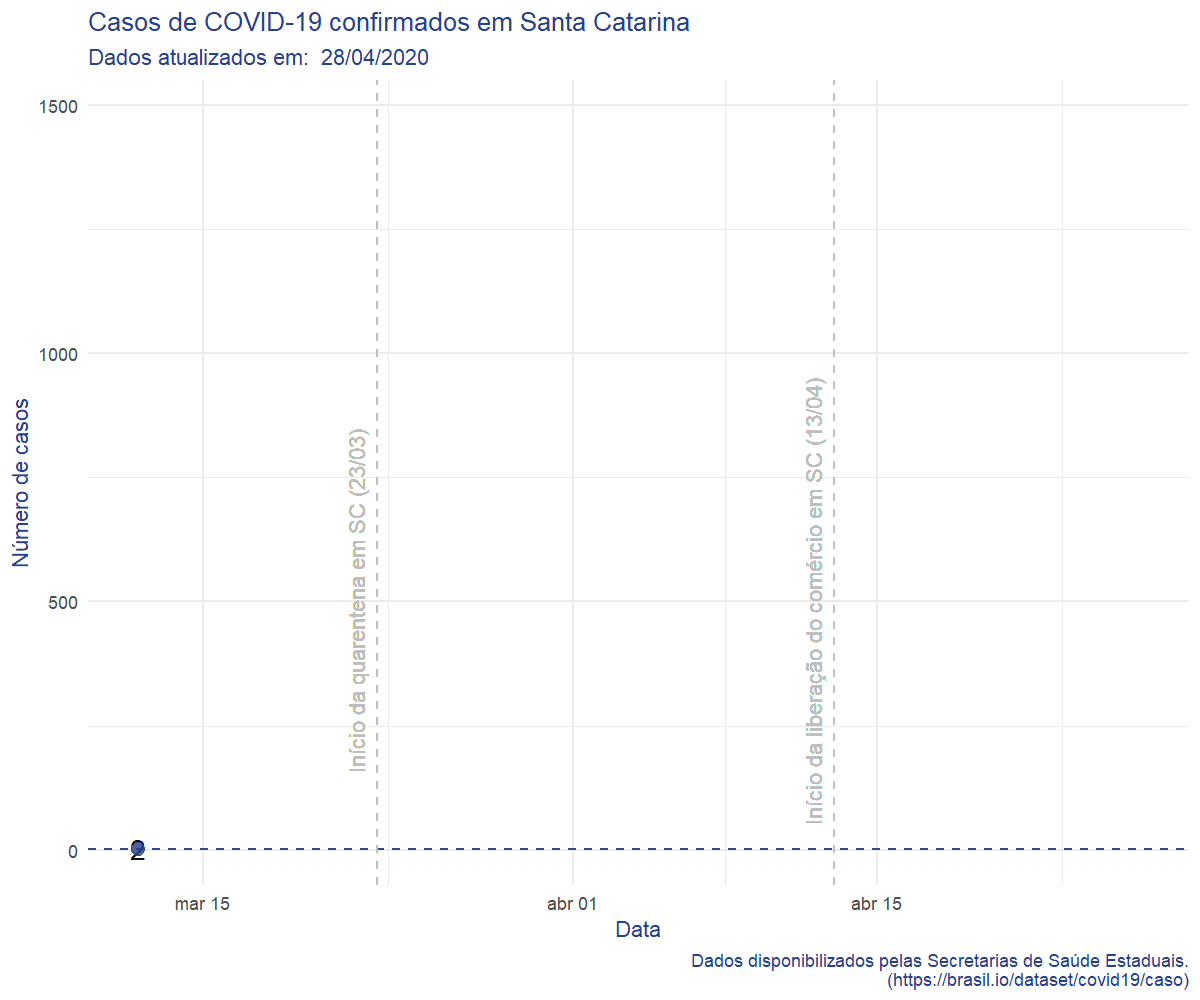 Casos de COVID-19 confirmados em Santa Catarina
Dados atualizados em:  28/04/2020
1500
1000
500
0
Número de casos
Início da quarentena em SC (23/03)
Início da liberação do comércio em SC (13/04)
2
mar 15
abr 01
abr 15
Data
Dados disponibilizados pelas Secretarias de Saúde Estaduais.
(https://brasil.io/dataset/covid19/caso)